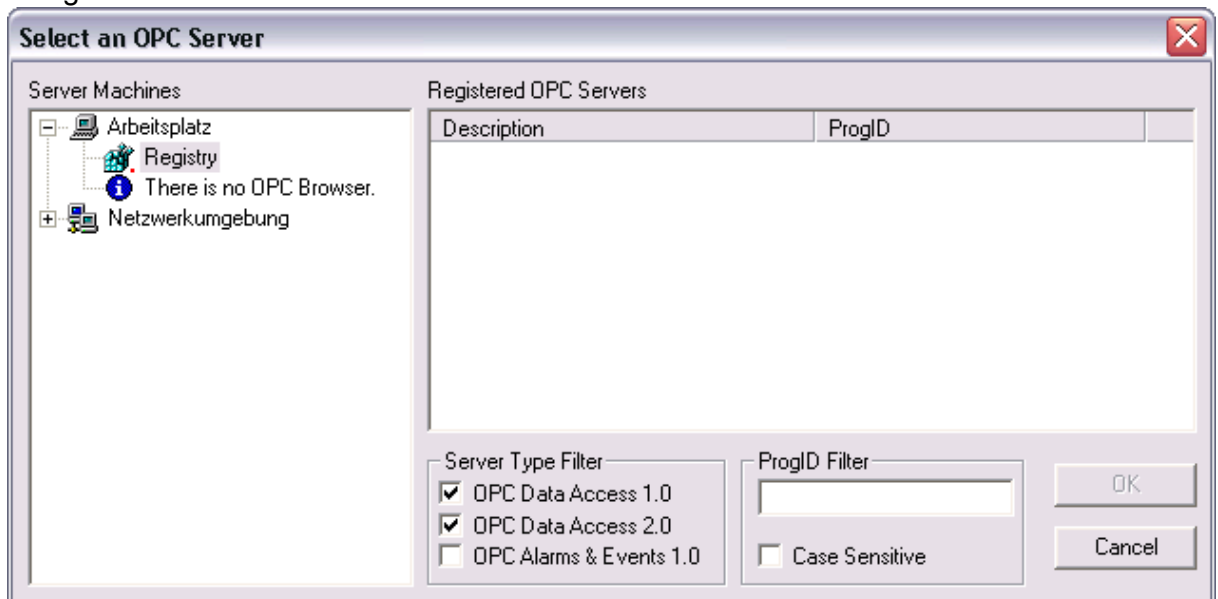 Select an OPC Server
Server Machines
Arbeitsplatz
Registry
There is no OPC Browser.
Netzwerkumgebung
Registered OPC Servers
Description ProgID
Server Type Filter
OPC Data Access 1.0
OPC Data Access 2.0
OPC Alarms & Events 1.0
ProgID Filter
Case Sensitive
OK
Cancel